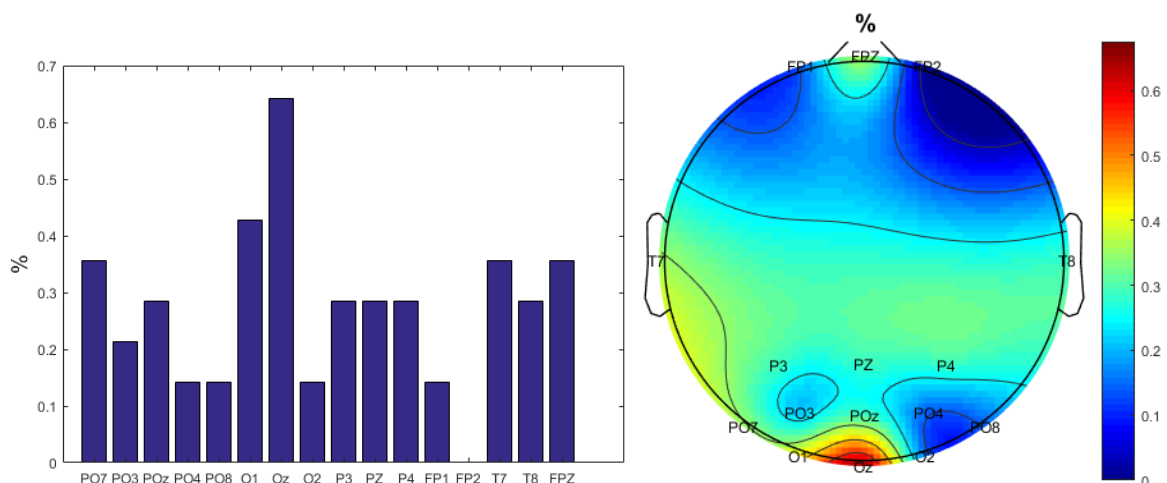 %
0.7
0.6
0.5
0.4
0.3
0.2
0.1
0
PO7 PO3 POz PO4 PO8 O1 Oz O2 P3 PZ P4 FP1 FP2 T7 T8 FPZ
%
FP1 FPZ FP2
T7 T8
P3 PZ P4
PO3 POz PO4
PO7 PO8
O1 Oz O2
0.6
0.5
0.4
0.3
0.2
0.1
0